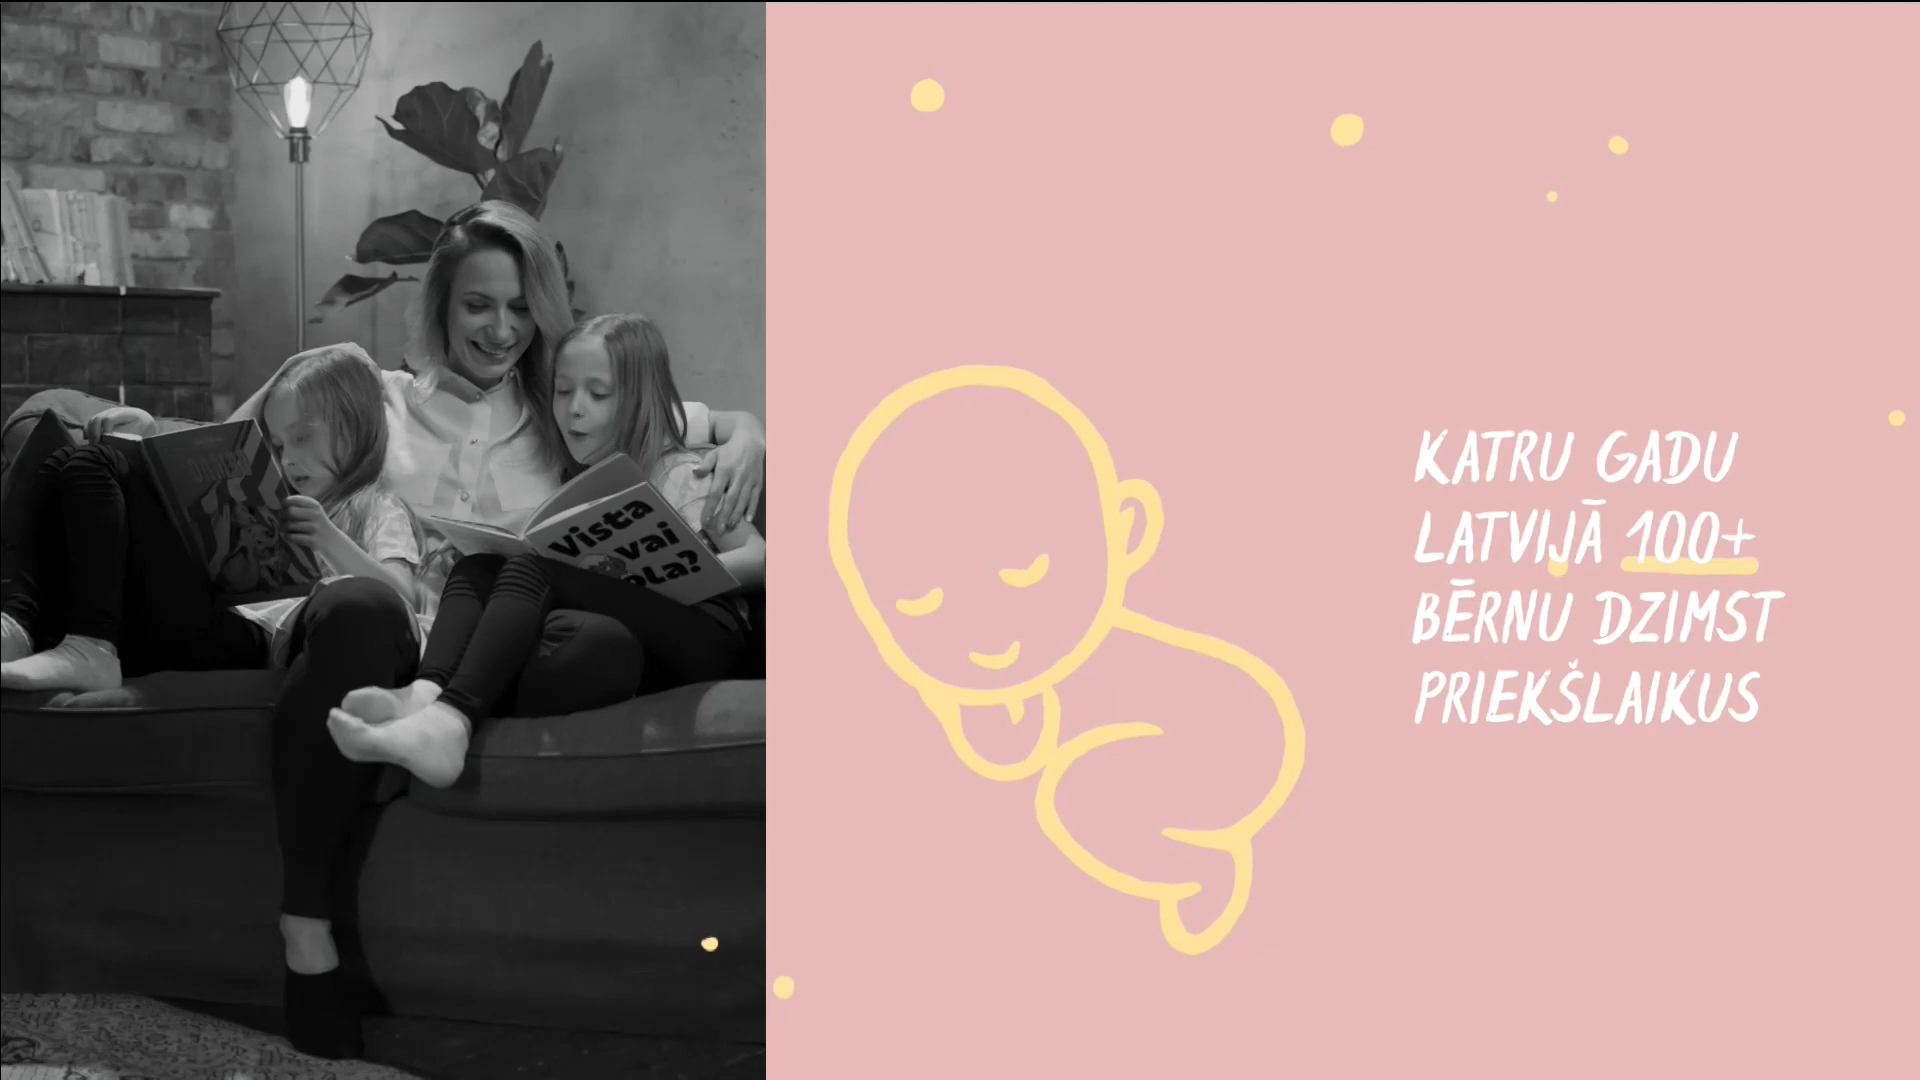 Vista
vai
KATRU GADU
LATVIJĀ 100+
BĒRNU DZIMST
PRIEKŠLAIKUS